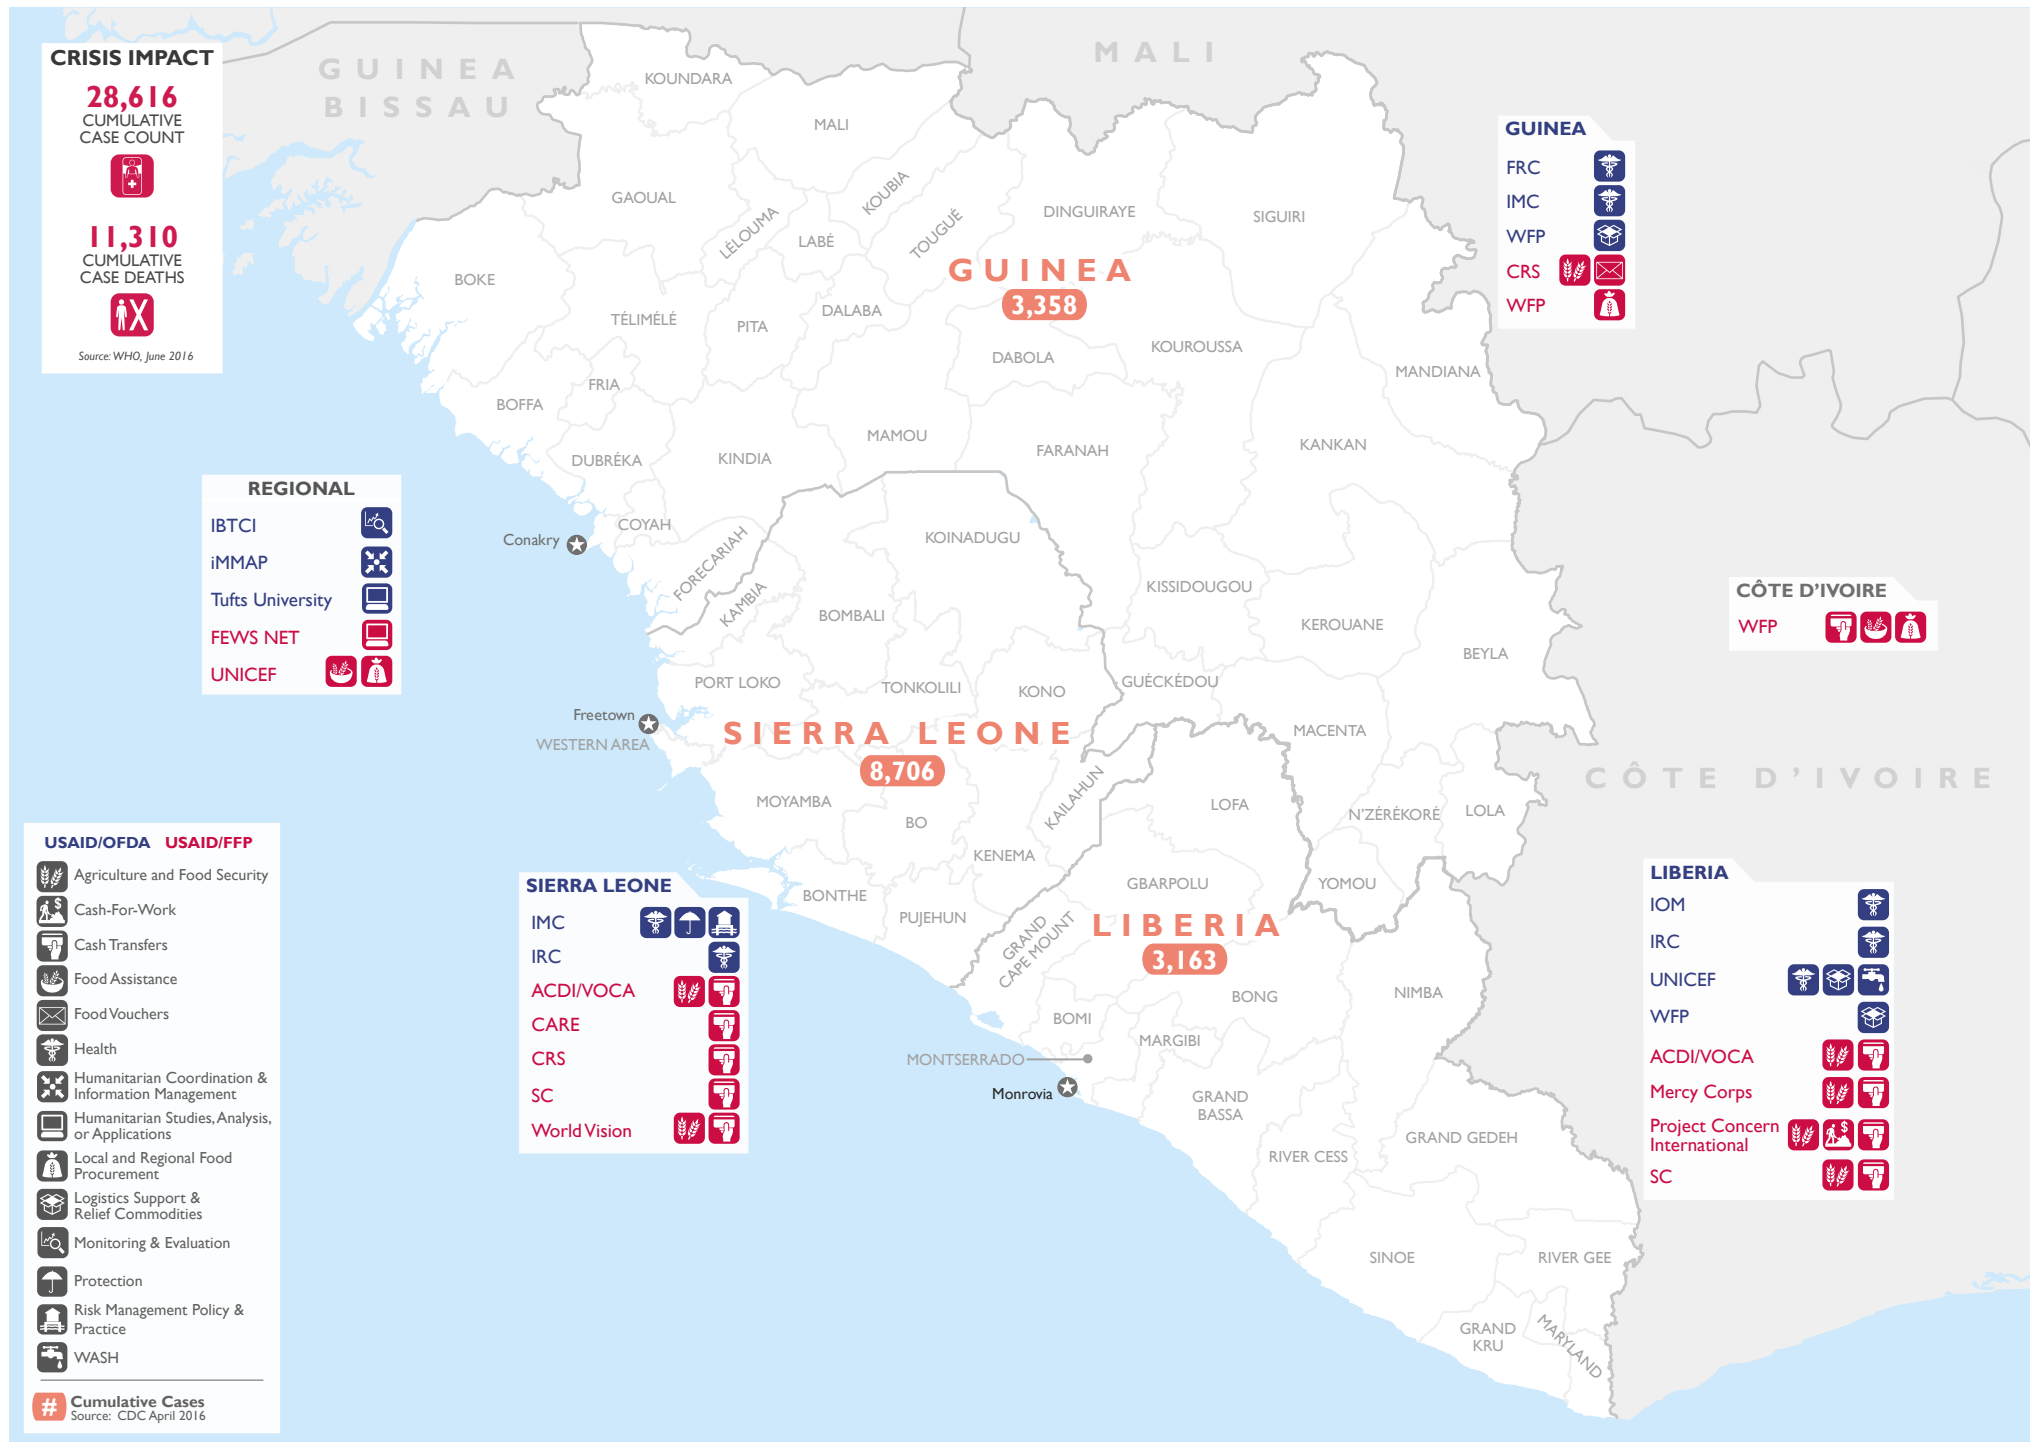 CRISIS IMPACT
28,616
CUMULATIVE
CASE COUNT
11,310
CUMULATIVE
CASE DEATHS
Source: WHO, June 2016
GUINEA
BISSAU
MALI
KOUNDARA
MALI
GAOUAL
KOUBIA
LÉLOUMA
LABÉ
TOUGUÉ
DINGUIRAYE
SIGUIRI
BOKE
GUINEA
3,358
TÉLIMÉLÉ
PITA
DALABA
DABOLA
KOUROUSSA
MANDIANA
FRIA
BOFFA
MAMOU
FARANAH
KANKAN
DUBRÉKA
KINDIA
COYAH
Conakry
FORECARIAH
KISSIDOUGOU
KEROUANE
BEYLA
GUÉCKÉDOU
MACENTA
N'ZÉRÉKORÉ
LOLA
YOMOU
KOINADUGU
KAMBIA
BOMBALI
PORT LOKO
TONKOLILI
KONO
Freetown
WESTERN AREA
SIERRA LEONE
8,706
MOYAMBA
BO
KAILAHUN
KENEMA
BONTHE
PUJEHUN
LOFA
GBARPOLU
GRAND
CAPE MOUNT
LIBERIA
3,163
BONG
NIMBA
BOMI
MARGIBI
MONTSERRADO
Monrovia
GRAND
BASSA
RIVER CESS
GRAND GEDEH
SINOE
RIVER GEE
GRAND
KRU
MARYLAND
CÔTE D'IVOIRE
GUINEA
FRC
IMC
WFP
CRS
WFP
REGIONAL
IBTCI
iMMAP
Tufts University
FEWS NET
UNICEF
CÔTE D'IVOIRE
WFP
SIERRA LEONE
IMC
IRC
ACDI/VOCA
CARE
CRS
SC
World Vision
LIBERIA
IOM
IRC
UNICEF
WFP
ACDI/VOCA
Mercy Corps
Project Concern
International
SC
USAID/OFDA USAID/FFP
Agriculture and Food Security
Cash-For-Work
Cash Transfers
Food Assistance
Food Vouchers
Health
Humanitarian Coordination &
Information Management
Humanitarian Studies, Analysis,
or Applications
Local and Regional Food
Procurement
Logistics Support &
Relief Commodities
Monitoring & Evaluation
Protection
Risk Management Policy &
Practice
WASH
# Cumulative Cases
Source: CDC April 2016